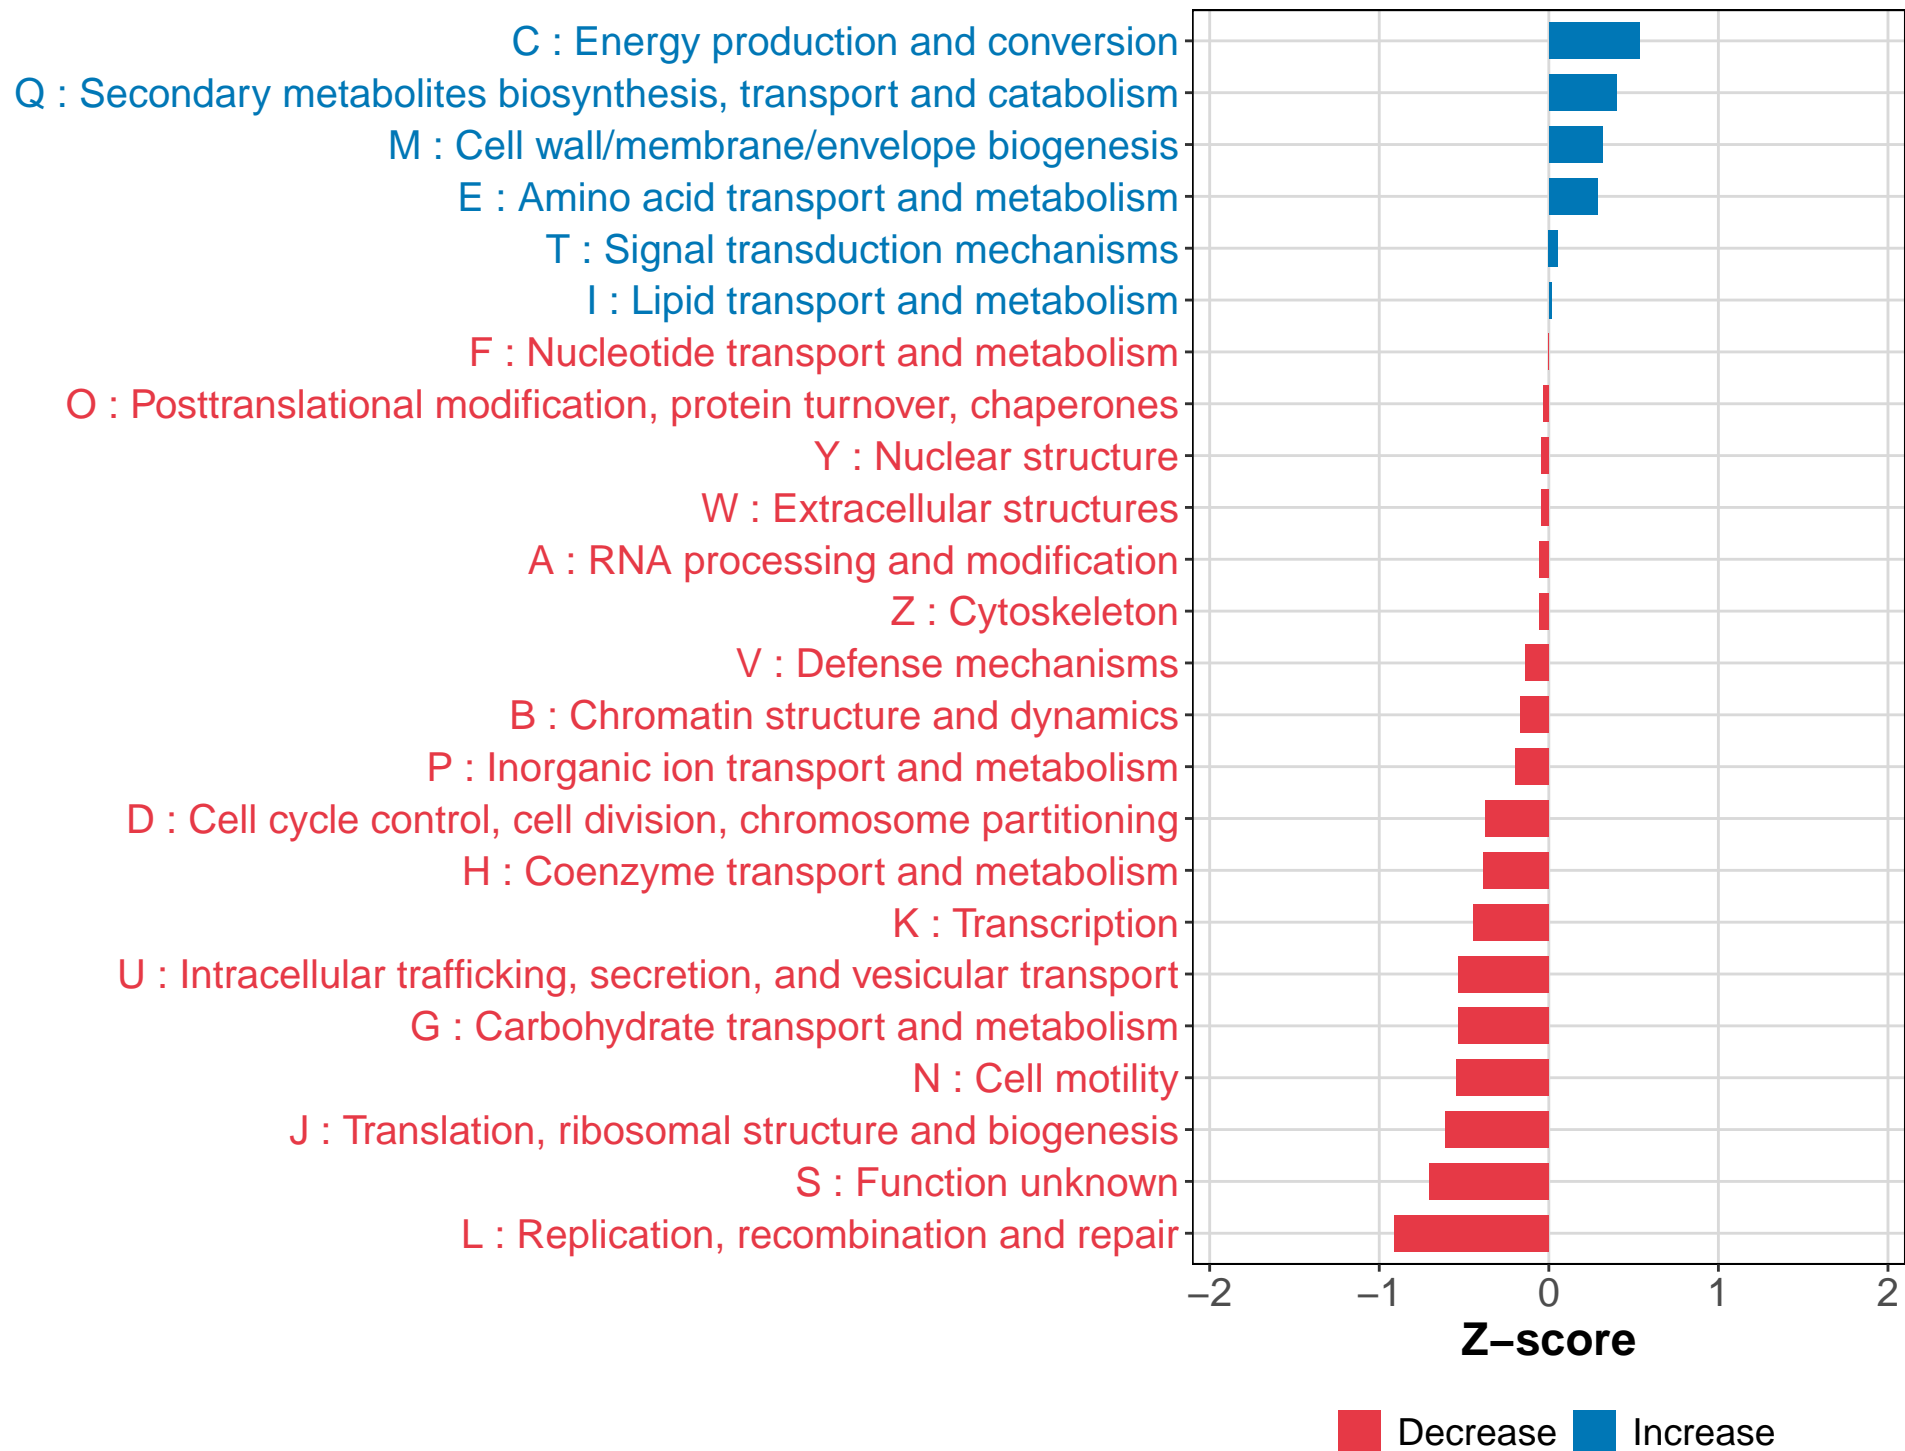 C : Energy production and conversion
Q : Secondary metabolites biosynthesis, transport and catabolism
M : Cell wall/membrane/envelope biogenesis
E : Amino acid transport and metabolism
T : Signal transduction mechanisms
I : Lipid transport and metabolism
F : Nucleotide transport and metabolism
O : Posttranslational modification, protein turnover, chaperones
Y : Nuclear structure
W : Extracellular structures
A : RNA processing and modification
Z : Cytoskeleton
V : Defense mechanisms
B : Chromatin structure and dynamics
P : Inorganic ion transport and metabolism
D : Cell cycle control, cell division, chromosome partitioning
H : Coenzyme transport and metabolism
K : Transcription
U : Intracellular trafficking, secretion, and vesicular transport
G : Carbohydrate transport and metabolism
N : Cell motility
J : Translation, ribosomal structure and biogenesis
S : Function unknown
L : Replication, recombination and repair
−2 −1 0 1 2
Z−score
Decrease Increase